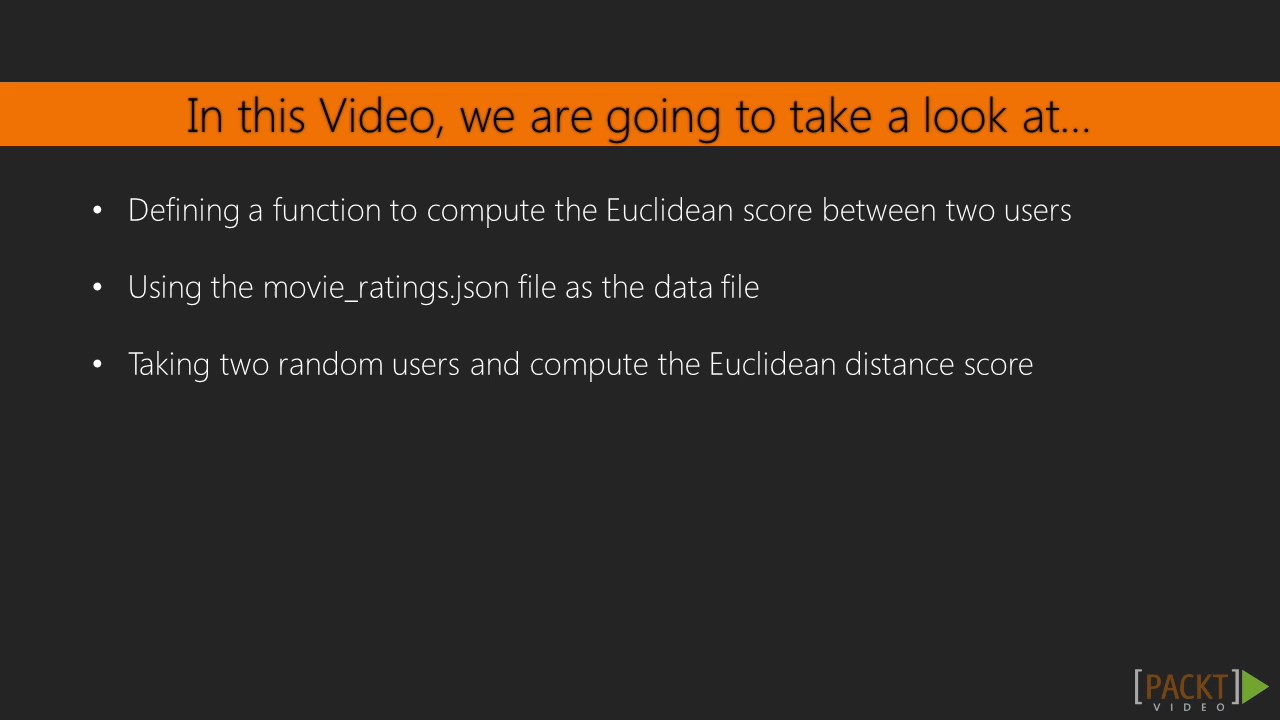 In this Video, we are going to take a look at...
• Defining a function to compute the Euclidean score between two users
• Using the movie_ratings.json file as the data file
• Taking two random users and compute the Euclidean distance score
[PACKT]
VIDEO